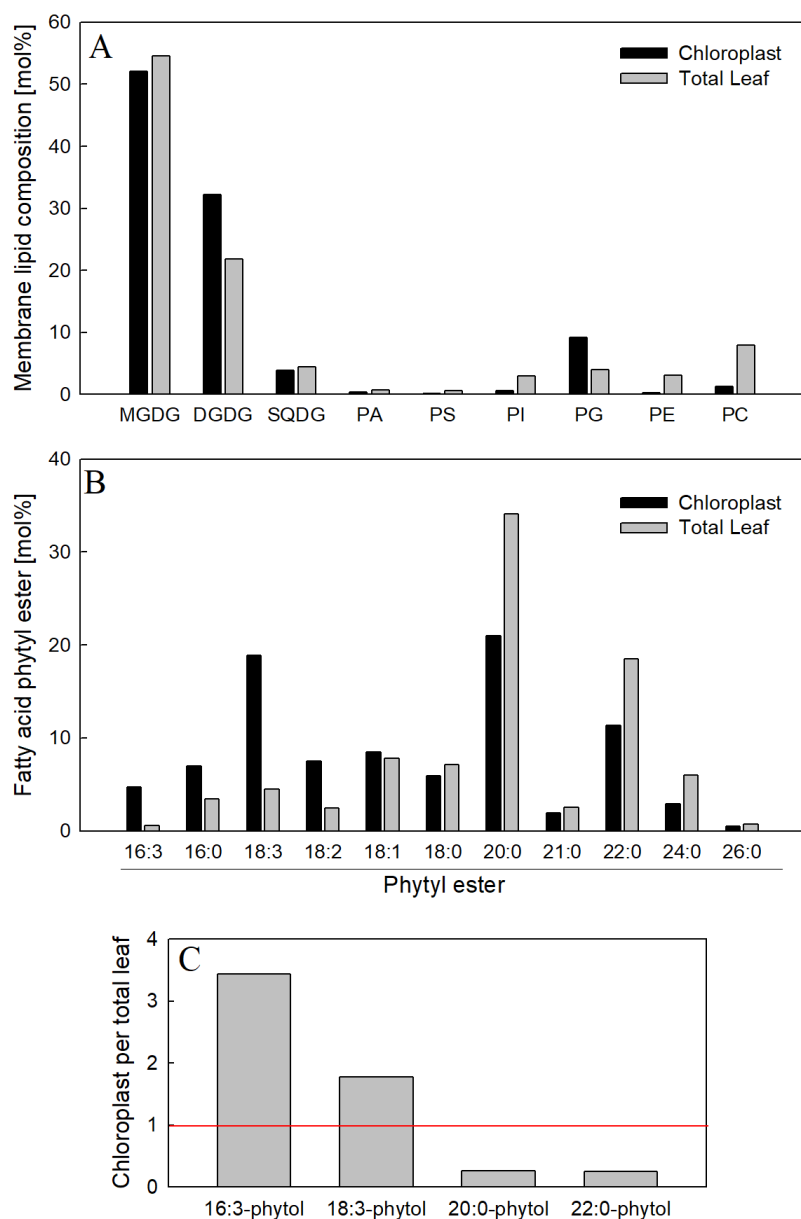 A
Membrane lipid composition [mol%]
60
50
40
30
20
10
0
Chloroplast
Total Leaf
MGDG DGDG SQDG PA PS PI PG PE PC
B
Fatty acid phytyl ester [mol%]
40
30
20
10
0
Chloroplast
Total Leaf
16:3 16:0 18:3 18:2 18:1 18:0 20:0 21:0 22:0 24:0 26:0
Phytyl ester
C
Chloroplast per total leaf
4
3
2
1
0
16:3-phytol 18:3-phytol 20:0-phytol 22:0-phytol